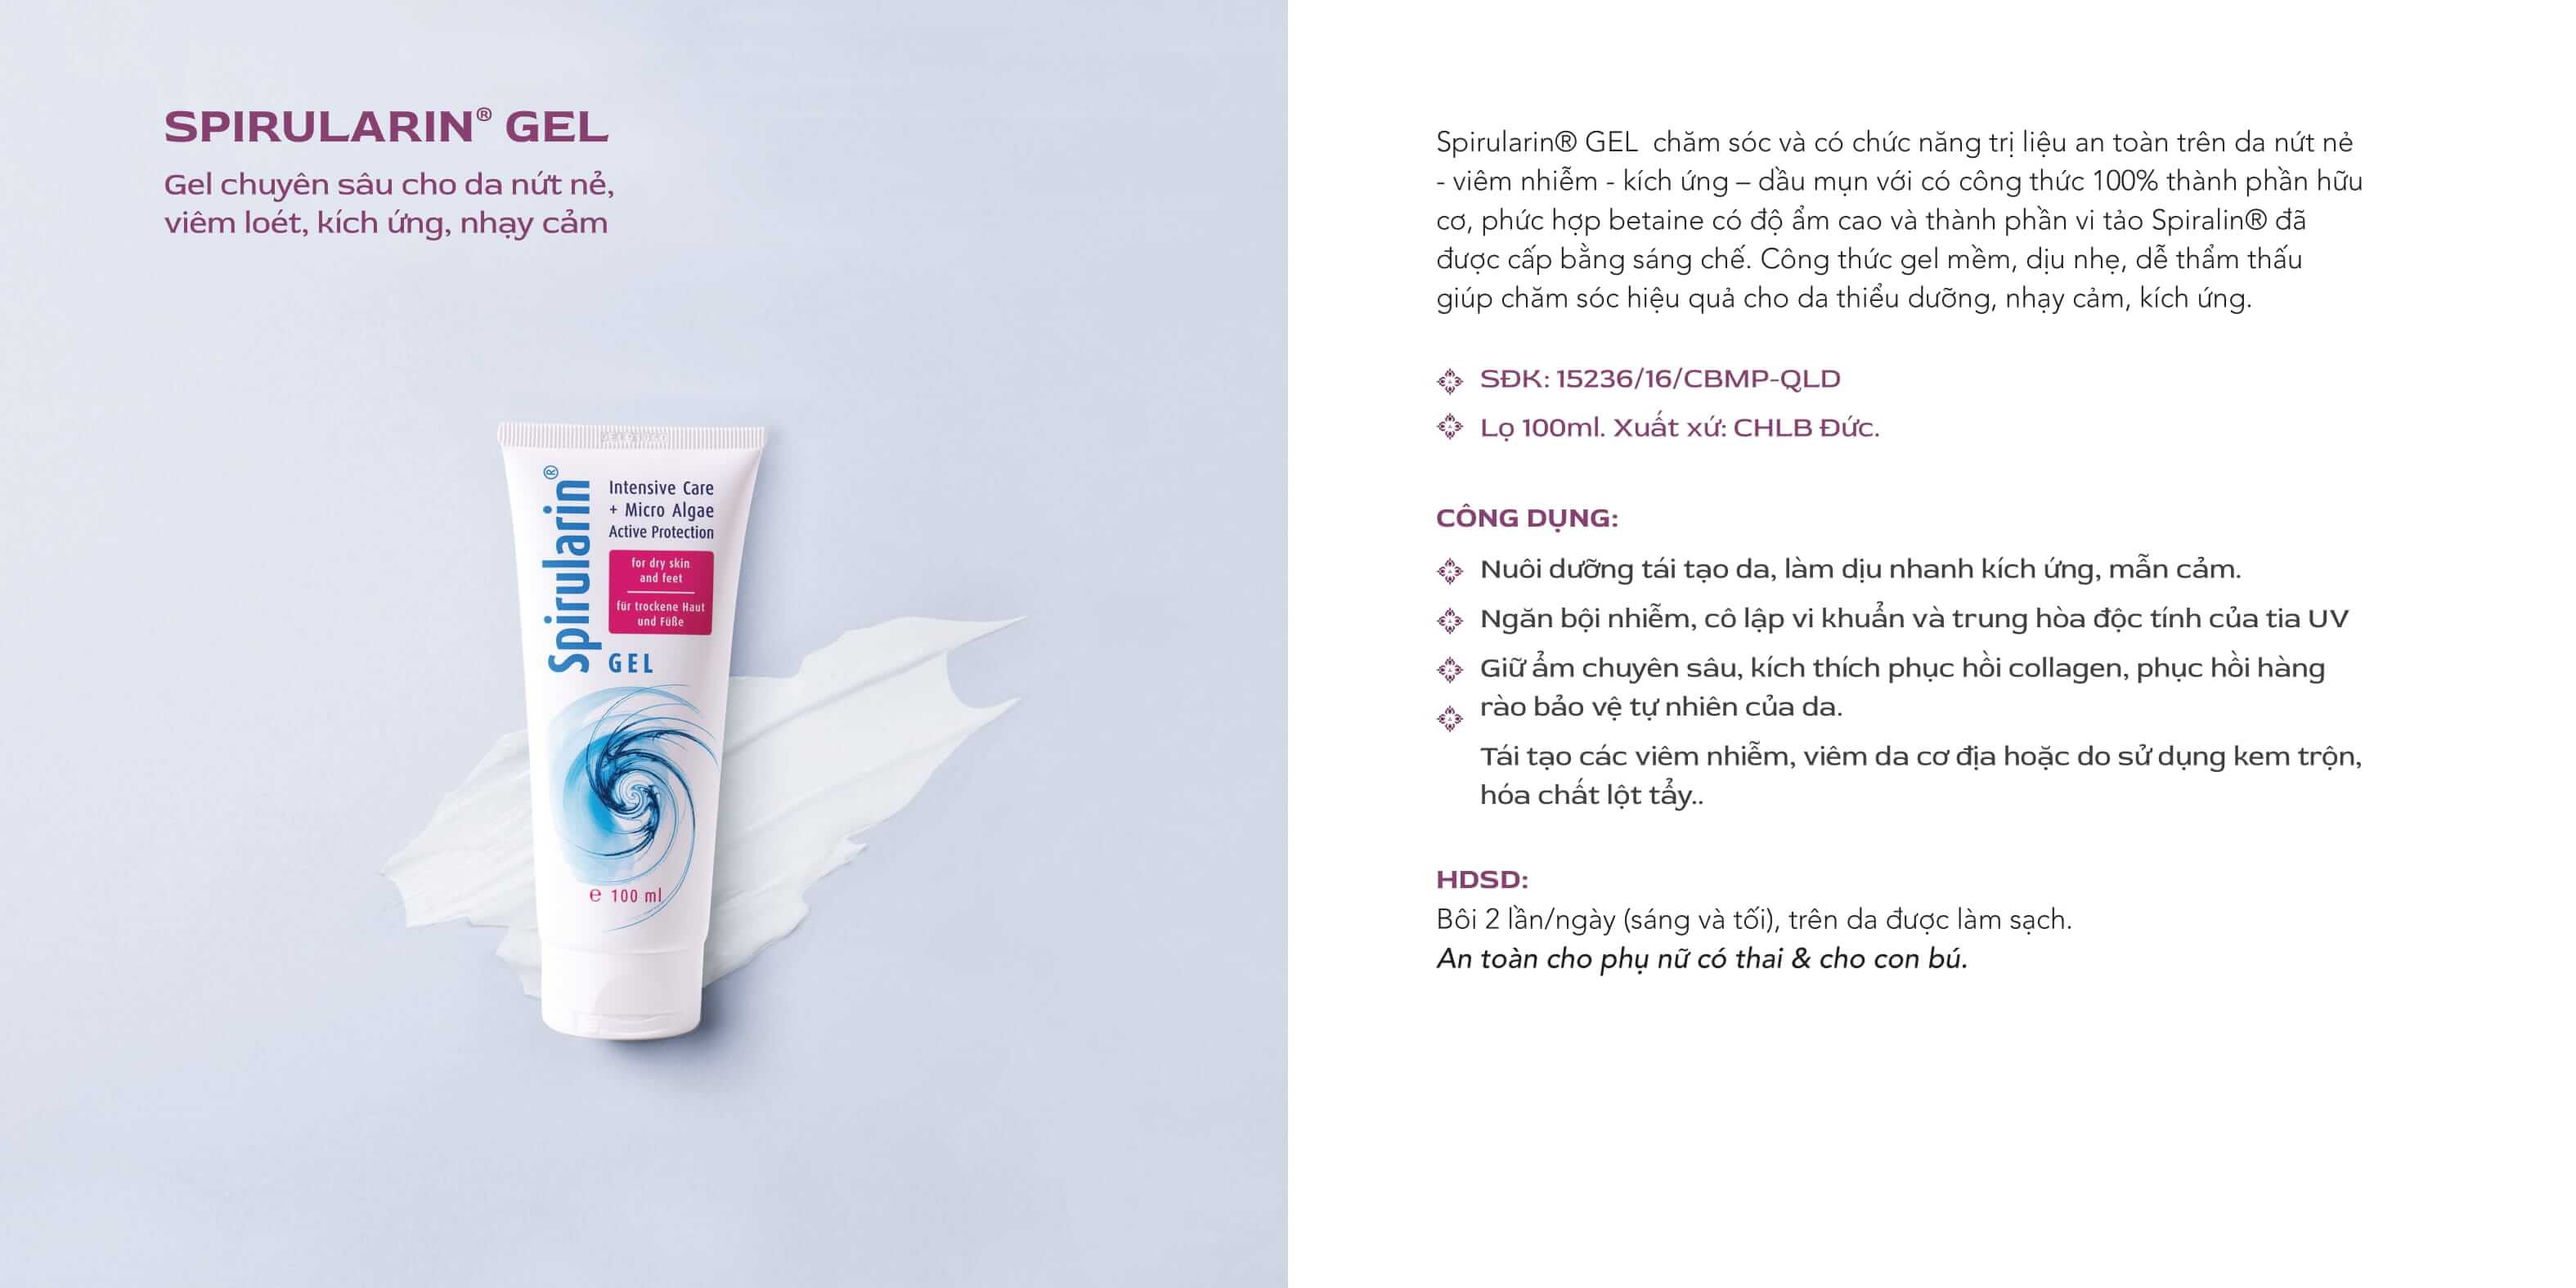 SPIRULARIN® GEL
Gel chuyên sâu cho da nứt nẻ,
viêm loét, kích ứng, nhạy cảm
Spirularin®
Intensive Care
+ Micro Algae
Active Protection
for dry skin
and feet
für trockene Haut
und Füße
GEL
℮ 100 ml
Spirularin® GEL  chăm sóc và có chức năng trị liệu an toàn trên da nứt nẻ
- viêm nhiễm - kích ứng – dầu mụn với có công thức 100% thành phần hữu
cơ, phức hợp betaine có độ ẩm cao và thành phần vi tảo Spiralin® đã
được cấp bằng sáng chế. Công thức gel mềm, dịu nhẹ, dễ thẩm thấu
giúp chăm sóc hiệu quả cho da thiểu dưỡng, nhạy cảm, kích ứng.
SĐK: 15236/16/CBMP-QLD
Lọ 100ml. Xuất xứ: CHLB Đức.
CÔNG DỤNG:
Nuôi dưỡng tái tạo da, làm dịu nhanh kích ứng, mẫn cảm.
Ngăn bội nhiễm, cô lập vi khuẩn và trung hòa độc tính của tia UV
Giữ ẩm chuyên sâu, kích thích phục hồi collagen, phục hồi hàng
rào bảo vệ tự nhiên của da.
Tái tạo các viêm nhiễm, viêm da cơ địa hoặc do sử dụng kem trộn,
hóa chất lột tẩy..
HDSD:
Bôi 2 lần/ngày (sáng và tối), trên da được làm sạch.
An toàn cho phụ nữ có thai & cho con bú.